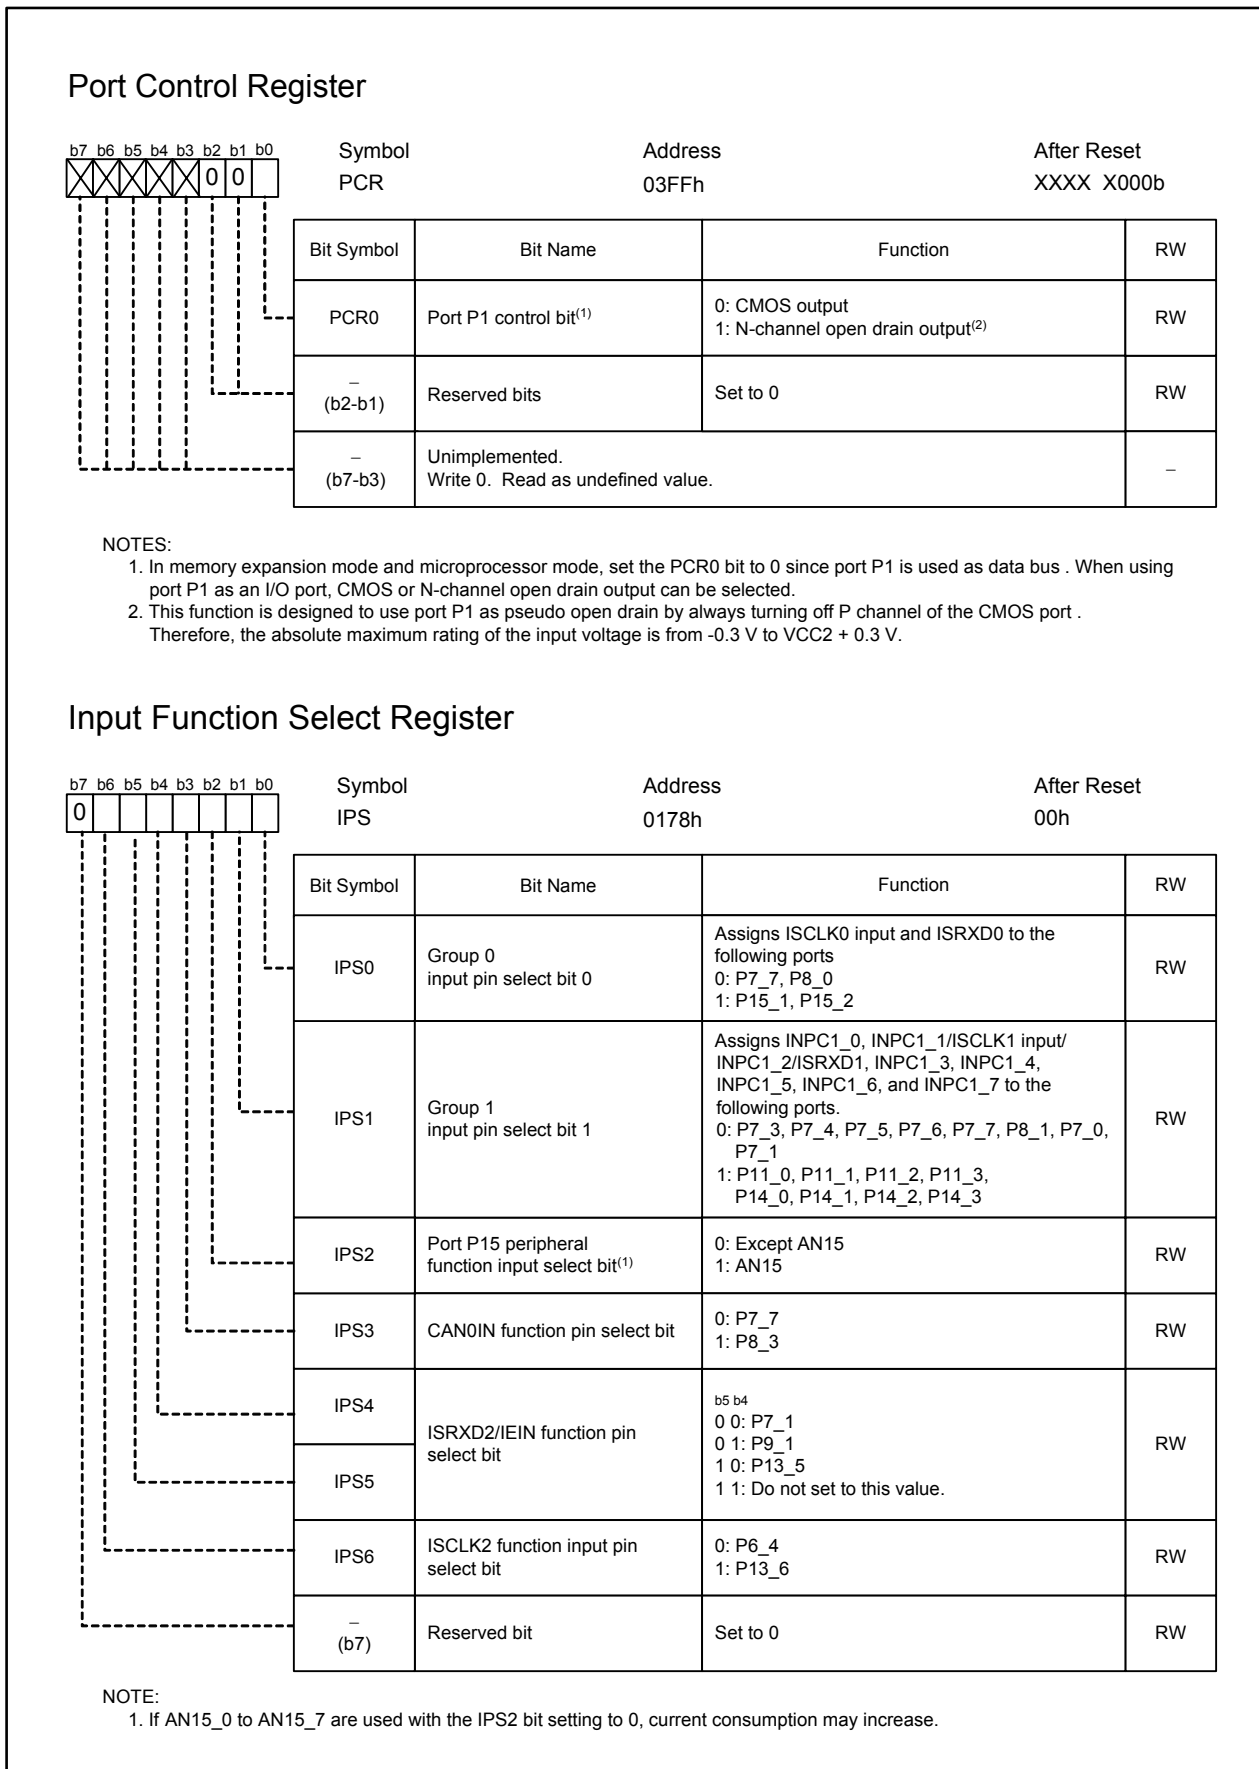 Port Control Register
b7 b6 b5 b4 b3 b2 b1 b0
0 0
Symbol Address After Reset
PCR 03FFh XXXX X000b
Bit Symbol Bit Name Function RW
PCR0 Port P1 control bit(1) 0: CMOS output RW
1: N-channel open drain output(2)
–
(b2-b1) Reserved bits Set to 0 RW
–
(b7-b3) Unimplemented. –
Write 0. Read as undefined value.
NOTES:
1. In memory expansion mode and microprocessor mode, set the PCR0 bit to 0 since port P1 is used as data bus . When using
port P1 as an I/O port, CMOS or N-channel open drain output can be selected.
2. This function is designed to use port P1 as pseudo open drain by always turning off P channel of the CMOS port .
Therefore, the absolute maximum rating of the input voltage is from -0.3 V to VCC2 + 0.3 V.
Input Function Select Register
b7 b6 b5 b4 b3 b2 b1 b0
0
Symbol Address After Reset
IPS 0178h 00h
Bit Symbol Bit Name Function RW
IPS0 Group 0
input pin select bit 0
Assigns ISCLK0 input and ISRXD0 to the
following ports
0: P7_7, P8_0
1: P15_1, P15_2
RW
IPS1 Group 1
input pin select bit 1
Assigns INPC1_0, INPC1_1/ISCLK1 input/
INPC1_2/ISRXD1, INPC1_3, INPC1_4,
INPC1_5, INPC1_6, and INPC1_7 to the
following ports.
0: P7_3, P7_4, P7_5, P7_6, P7_7, P8_1, P7_0,
P7_1
1: P11_0, P11_1, P11_2, P11_3,
P14_0, P14_1, P14_2, P14_3
RW
IPS2 Port P15 peripheral
function input select bit(1)
0: Except AN15
1: AN15
RW
IPS3 CAN0IN function pin select bit
0: P7_7
1: P8_3
RW
IPS4
IPS5
ISRXD2/IEIN function pin
select bit
b5 b4
0 0: P7_1
0 1: P9_1
1 0: P13_5
1 1: Do not set to this value.
RW
IPS6 ISCLK2 function input pin
select bit
0: P6_4
1: P13_6
RW
–
(b7) Reserved bit Set to 0 RW
NOTE:
1. If AN15_0 to AN15_7 are used with the IPS2 bit setting to 0, current consumption may increase.